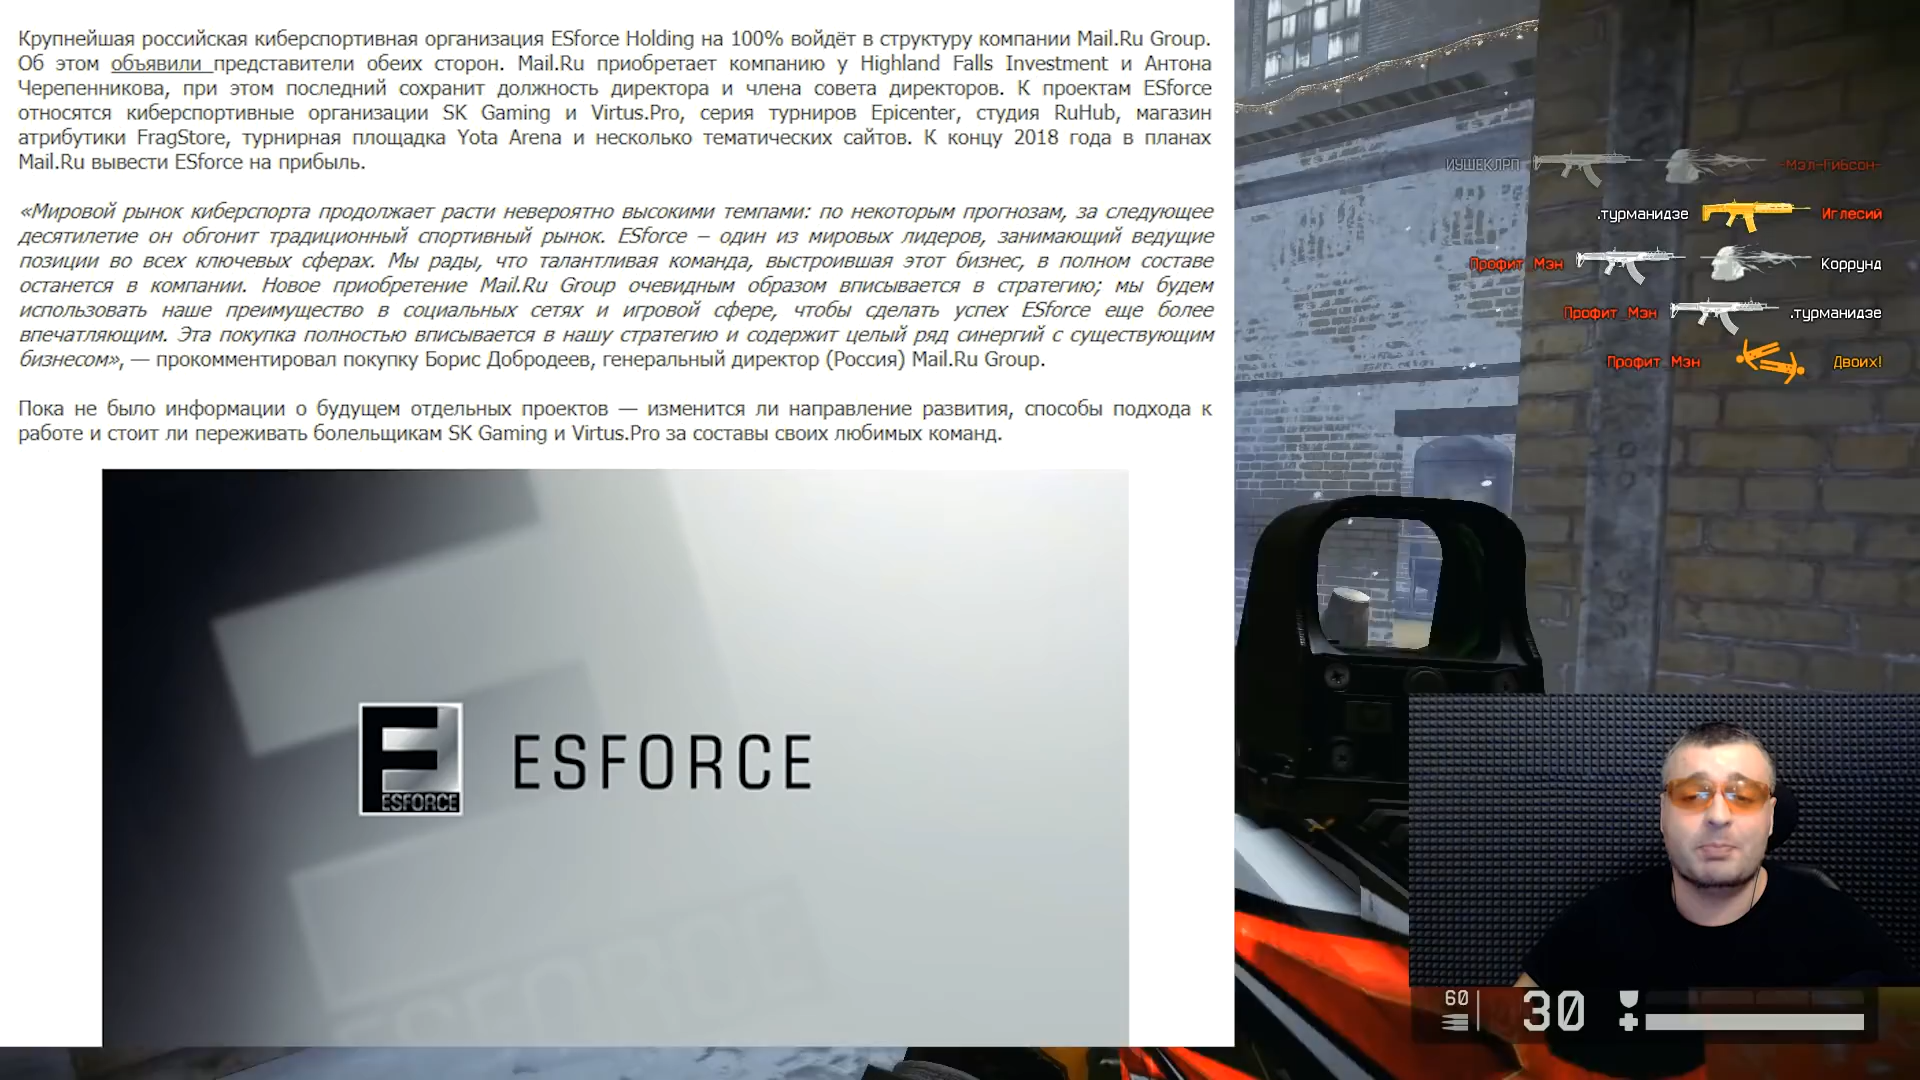 Крупнейшая российская киберспортивная организация ESforce Holding на 100% войдёт в структуру компании Mail.Ru Group.
Об этом объявили представители обеих сторон. Mail.Ru приобретает компанию у Highland Falls Investment и Антона
Черепенникова, при этом последний сохранит должность директора и члена совета директоров. К проектам ESforce
относятся киберспортивные организации SK Gaming и Virtus.Pro, серия турниров Epicenter, студия RuHub, магазин
атрибутики FragStore, турнирная площадка Yota Arena и несколько тематических сайтов. К концу 2018 года в планах
Mail.Ru вывести ESforce на прибыль.
«Мировой рынок киберспорта продолжает расти невероятно высокими темпами: по некоторым прогнозам, за следующее
десятилетие он обгонит традиционный спортивный рынок. ESforce – один из мировых лидеров, занимающий ведущие
позиции во всех ключевых сферах. Мы рады, что талантливая команда, выстроившая этот бизнес, в полном составе
останется в компании. Новое приобретение Mail.Ru Group очевидным образом вписывается в стратегию; мы будем
использовать наше преимущество в социальных сетях и игровой сфере, чтобы сделать успех ESforce еще более
впечатляющим. Эта покупка полностью вписывается в нашу стратегию и содержит целый ряд синергий с существующим
бизнесом», — прокомментировал покупку Борис Добродеев, генеральный директор (Россия) Mail.Ru Group.
Пока не было информации о будущем отдельных проектов — изменится ли направление развития, способы подхода к
работе и стоит ли переживать болельщикам SK Gaming и Virtus.Pro за составы своих любимых команд.
ESFORCE
ESFORCE
ESFORCE
ИУШЕКЛРП -Мэл-Гибсон-
.турманидзе Иглесий
Профит_Мэн Коррунд
Профит_Мэн .турманидзе
Профит_Мэн Двоих!
60 30